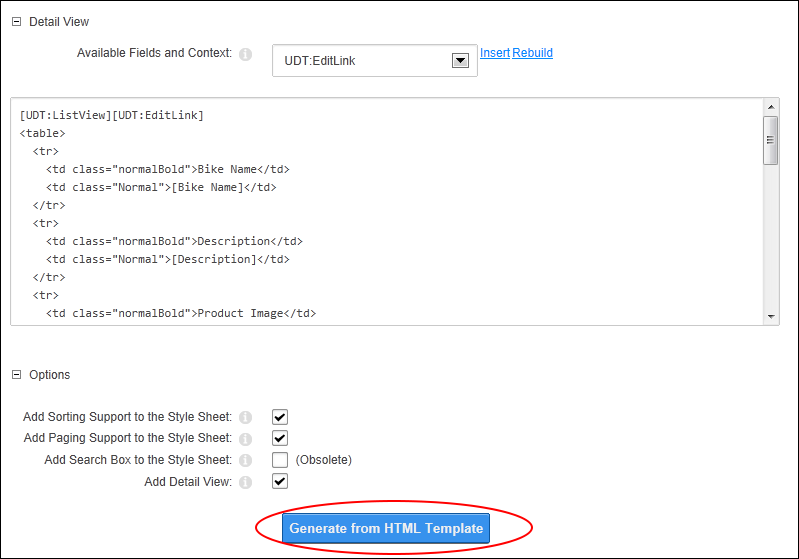 Detail View
Available Fields and Context: UDT:EditLink Insert Rebuild
[UDT:ListView][UDT:EditLink]
<table>
<tr>
<td class="normalBold">Bike Name</td>
<td class="Normal">[Bike Name]</td>
</tr>
<tr>
<td class="normalBold">Description</td>
<td class="Normal">[Description]</td>
</tr>
<tr>
<td class="normalBold">Product Image</td>
Options
Add Sorting Support to the Style Sheet:
Add Paging Support to the Style Sheet:
Add Search Box to the Style Sheet: (Obsolete)
Add Detail View:
Generate from HTML Template